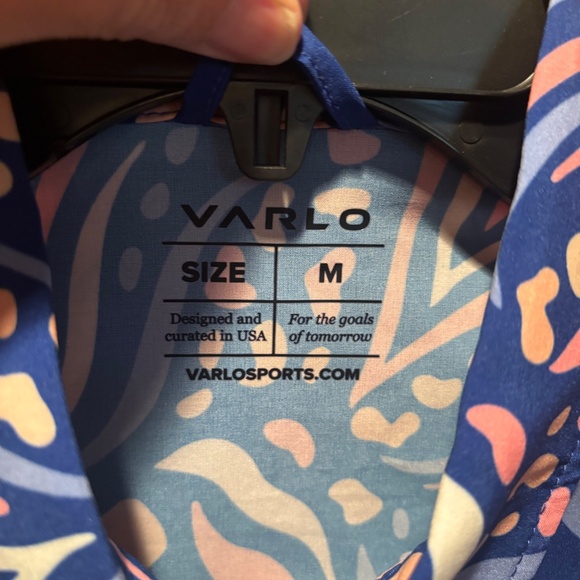 VARLO
SIZE M
Designed and
curated in USA
For the goals
of tomorrow
VARLOSPORTS.COM